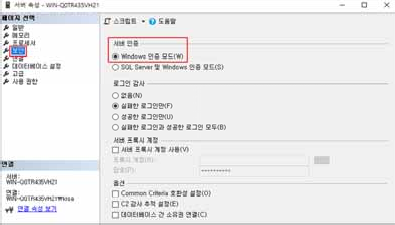 서버 속성 - WIN-Q0TR435VH21
페이지 선택
일반
메모리
프로세서
보안
연결
데이터베이스 설정
고급
사용 권한
연결
서버:
WIN-Q0TR435VH21
연결:
WIN-Q0TR435VH21\klosa
연결 속성 보기
스크립트
도움말
서버 인증
Windows 인증 모드(W)
SQL Server 및 Windows 인증 모드(S)
로그인 감사
없음(N)
실패한 로그인만(F)
성공한 로그인만(U)
실패한 로그인과 성공한 로그인 모두(B)
서버 프록시 계정
서버 프록시 계정 사용(V)
프록시 계정(R):
암호(P):
**********
옵션
Common Criteria 호환성 설정(O)
C2 감사 추적 설정(E)
데이터베이스 간 소유권 연결(C)